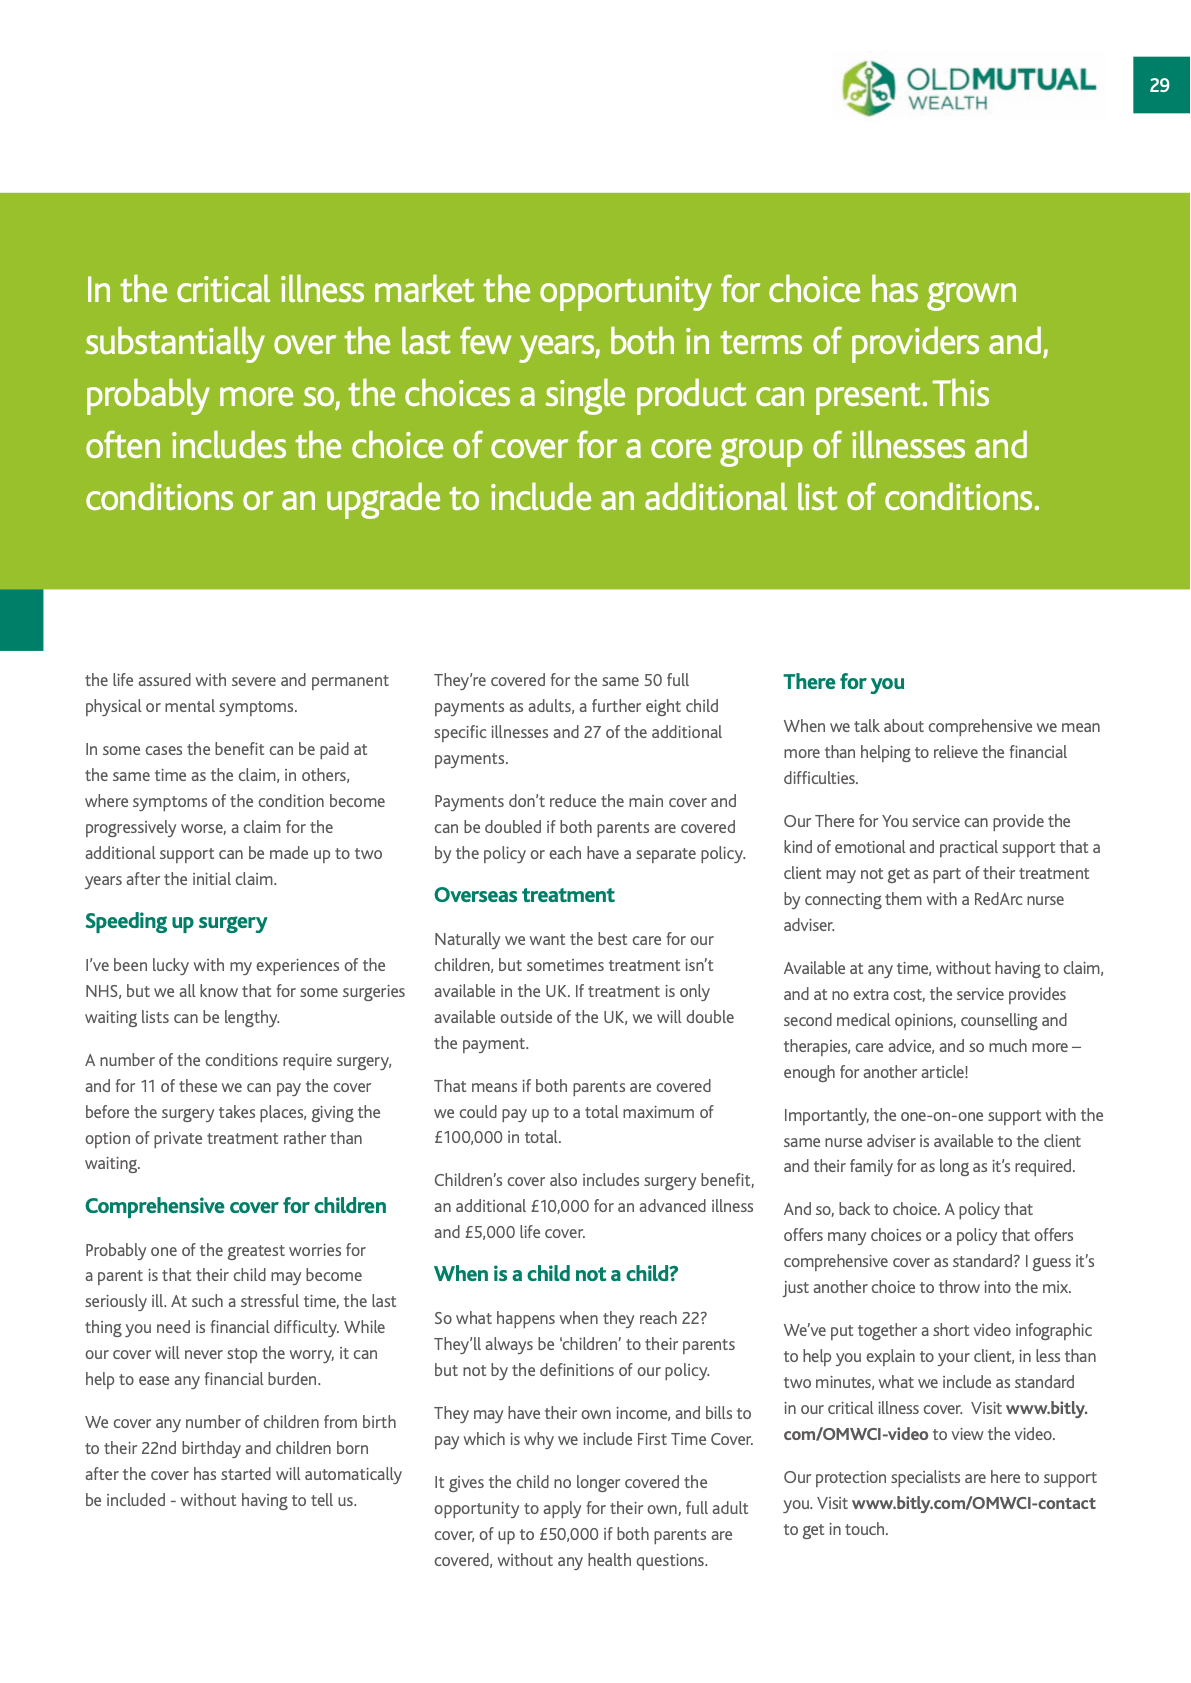 OLDMUTUAL
WEALTH
29
In the critical illness market the opportunity for choice has grown
substantially over the last few years, both in terms of providers and,
probably more so, the choices a single product can present. This
often includes the choice of cover for a core group of illnesses and
conditions or an upgrade to include an additional list of conditions.
the life assured with severe and permanent
physical or mental symptoms.
In some cases the benefit can be paid at
the same time as the claim, in others,
where symptoms of the condition become
progressively worse, a claim for the
additional support can be made up to two
years after the initial claim.
Speeding up surgery
I’ve been lucky with my experiences of the
NHS, but we all know that for some surgeries
waiting lists can be lengthy.
A number of the conditions require surgery,
and for 11 of these we can pay the cover
before the surgery takes places, giving the
option of private treatment rather than
waiting.
Comprehensive cover for children
Probably one of the greatest worries for
a parent is that their child may become
seriously ill. At such a stressful time, the last
thing you need is financial difficulty. While
our cover will never stop the worry, it can
help to ease any financial burden.
We cover any number of children from birth
to their 22nd birthday and children born
after the cover has started will automatically
be included - without having to tell us.
They’re covered for the same 50 full
payments as adults, a further eight child
specific illnesses and 27 of the additional
payments.
Payments don’t reduce the main cover and
can be doubled if both parents are covered
by the policy or each have a separate policy.
Overseas treatment
Naturally we want the best care for our
children, but sometimes treatment isn’t
available in the UK. If treatment is only
available outside of the UK, we will double
the payment.
That means if both parents are covered
we could pay up to a total maximum of
£100,000 in total.
Children’s cover also includes surgery benefit,
an additional £10,000 for an advanced illness
and £5,000 life cover.
When is a child not a child?
So what happens when they reach 22?
They’ll always be ‘children’ to their parents
but not by the definitions of our policy.
They may have their own income, and bills to
pay which is why we include First Time Cover.
It gives the child no longer covered the
opportunity to apply for their own, full adult
cover, of up to £50,000 if both parents are
covered, without any health questions.
There for you
When we talk about comprehensive we mean
more than helping to relieve the financial
difficulties.
Our There for You service can provide the
kind of emotional and practical support that a
client may not get as part of their treatment
by connecting them with a RedArc nurse
adviser.
Available at any time, without having to claim,
and at no extra cost, the service provides
second medical opinions, counselling and
therapies, care advice, and so much more –
enough for another article!
Importantly, the one-on-one support with the
same nurse adviser is available to the client
and their family for as long as it’s required.
And so, back to choice. A policy that
offers many choices or a policy that offers
comprehensive cover as standard? I guess it’s
just another choice to throw into the mix.
We’ve put together a short video infographic
to help you explain to your client, in less than
two minutes, what we include as standard
in our critical illness cover.  Visit www.bitly.
com/OMWCI-video to view the video.
Our protection specialists are here to support
you. Visit www.bitly.com/OMWCI-contact
to get in touch.